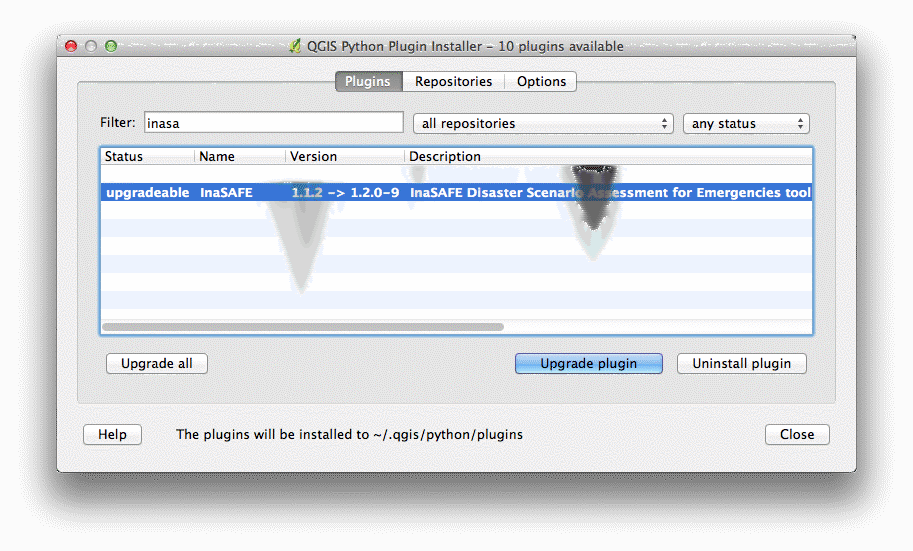 QGIS Python Plugin Installer – 10 plugins available
Plugins Repositories Options
Filter: inasa all repositories any status
Status Name Version Description
upgradeable InaSAFE 1.1.2 -> 1.2.0-9 InaSAFE Disaster Scenario Assessment for Emergencies tool
Upgrade all Upgrade plugin Uninstall plugin
Help The plugins will be installed to ~/.qgis/python/plugins Close